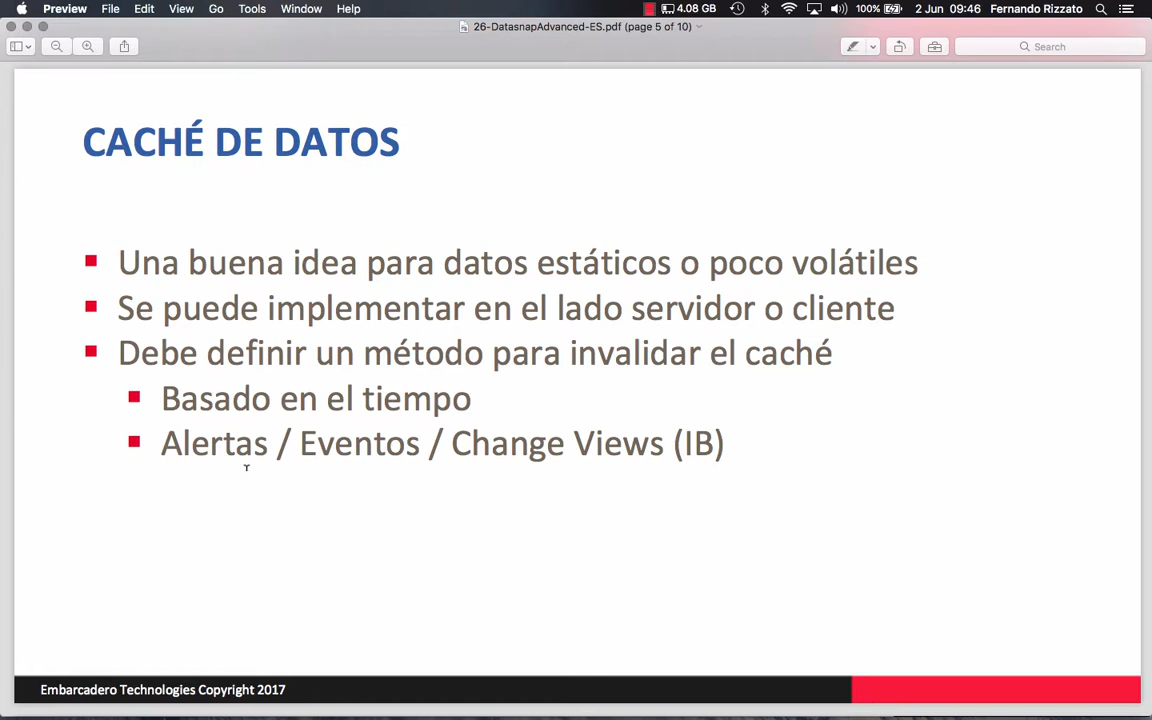 Preview File Edit View Go Tools Window Help 4.08 GB 100% 2 Jun 09:46 Fernando Rizzato
26-DatasnapAdvanced-ES.pdf (page 5 of 10)
Search
CACHÉ DE DATOS
Una buena idea para datos estáticos o poco volátiles
Se puede implementar en el lado servidor o cliente
Debe definir un método para invalidar el caché
Basado en el tiempo
Alertas / Eventos / Change Views (IB)
Embarcadero Technologies Copyright 2017